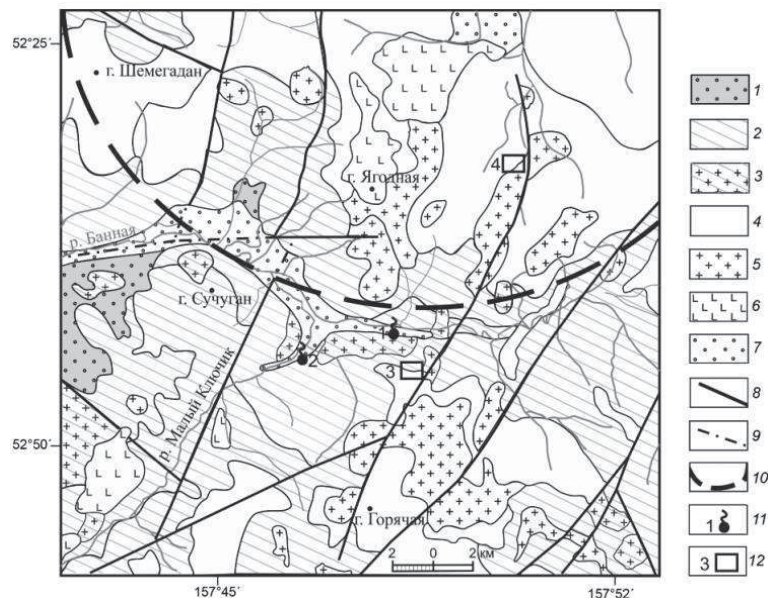 52°25´
г. Шемегадан
г. Ягодная
4
р. Банная
г. Сучуган
1
2
3
р. Малый Ключик
52°50´
г. Горячая
2 0 2 км
157°45´
157°52´
1
2
3
4
5
6
7
8
9
10
1 11
3 12